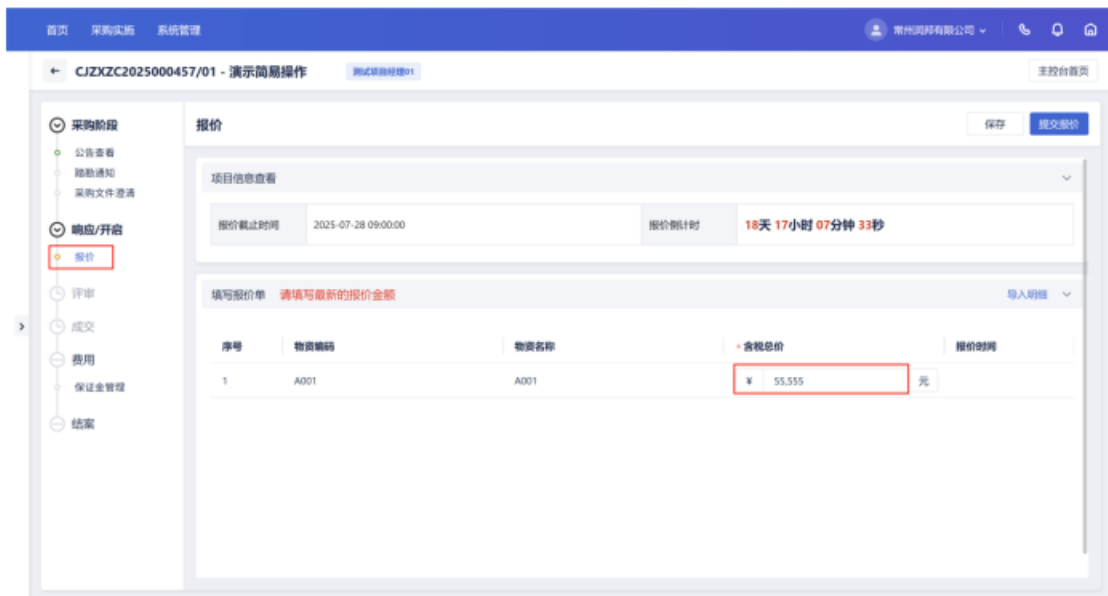 首页 采购实施 系统管理 常州润邦有限公司
CJZXZC2025000457/01 - 演示简易操作 测试项目经理01 主控台首页
采购阶段
公告查看
踏勘通知
采购文件澄清
响应/开启
报价
评审
成交
费用
保证金管理
结案
报价 保存 提交报价
项目信息查看
报价截止时间 2025-07-28 09:00:00 报价倒计时 18天 17小时 07分钟 33秒
填写报价单 请填写最新的报价金额 导入明细
序号 物资编码 物资名称 * 含税总价 报价时间
1 A001 A001 ¥ 55,555 元